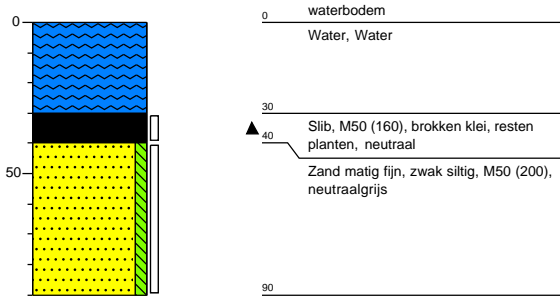 0
50
waterbodem
0
Water, Water
30
Slib, M50 (160), brokken klei, resten
planten, neutraal
40
Zand matig fijn, zwak siltig, M50 (200),
neutraalgrijs
90